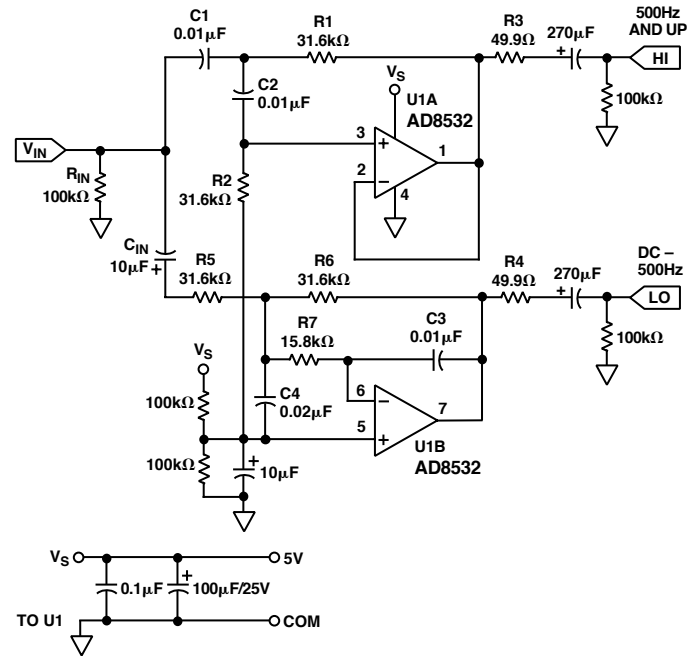 C1
0.01µF
R1
31.6kΩ
R3
49.9Ω
270µF
+
500Hz
AND UP
HI
100kΩ
C2
0.01µF
VS
U1A
AD8532
3
+
2
−
1
4
VIN
RIN
100kΩ
R2
31.6kΩ
CIN
10µF
+
R5
31.6kΩ
R6
31.6kΩ
R4
49.9Ω
270µF
+
DC –
500Hz
LO
100kΩ
R7
15.8kΩ
C3
0.01µF
VS
100kΩ
C4
0.02µF
6
−
5
+
7
U1B
AD8532
100kΩ
+
10µF
VS
5V
0.1µF
+
100µF/25V
TO U1
COM